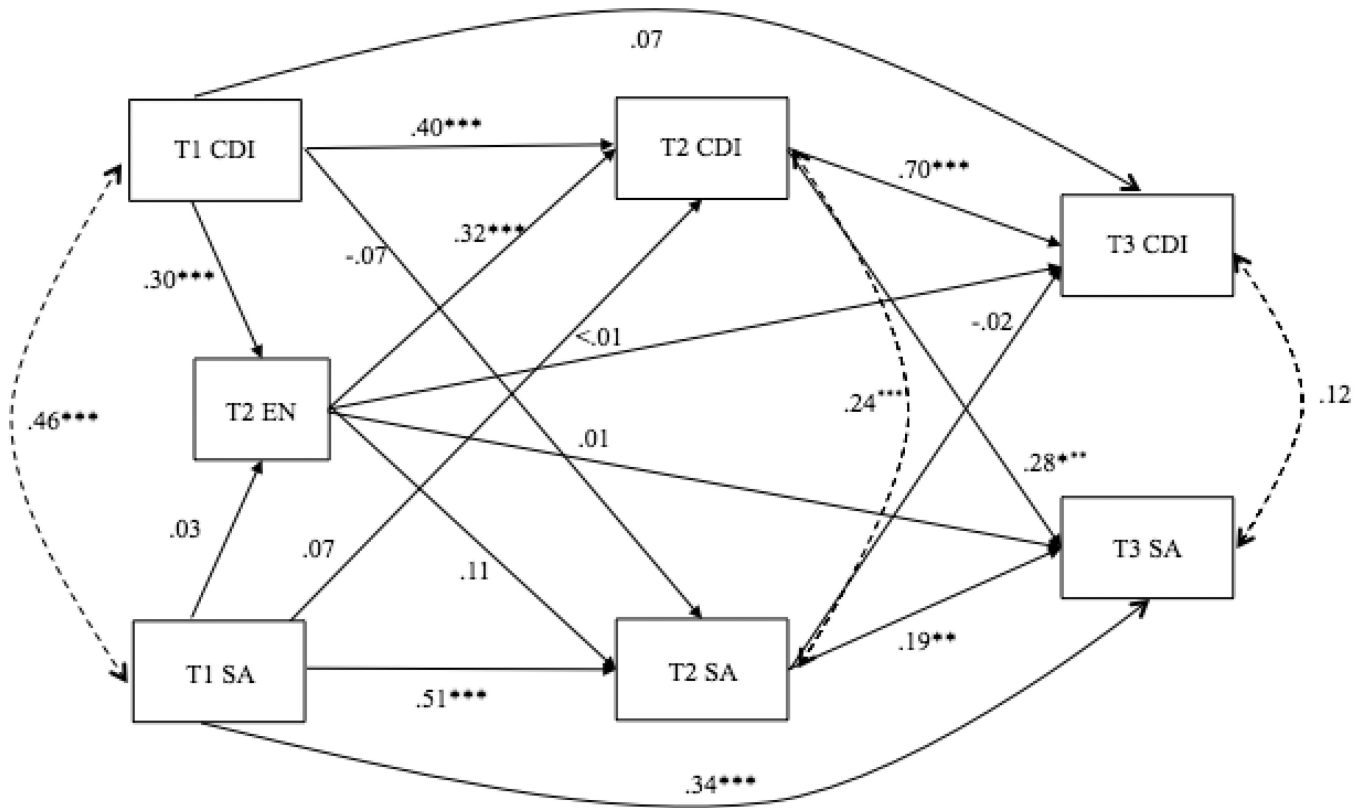 .07
T1 CDI
.40***
T2 CDI
.70***
T3 CDI
.32***
-.07
.30***
<.01
-.02
T2 EN
.46***
.24***
.12
.01
.28***
.03
.07
.11
T3 SA
T1 SA
T2 SA
.19**
.51***
.34***